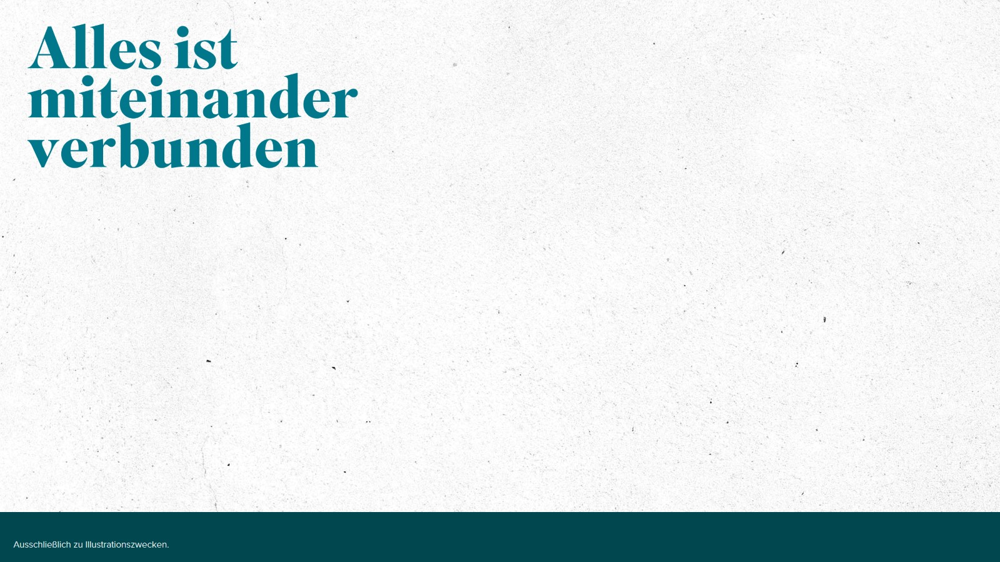 Alles ist
miteinander
verbunden
Ausschließlich zu Illustrationszwecken.